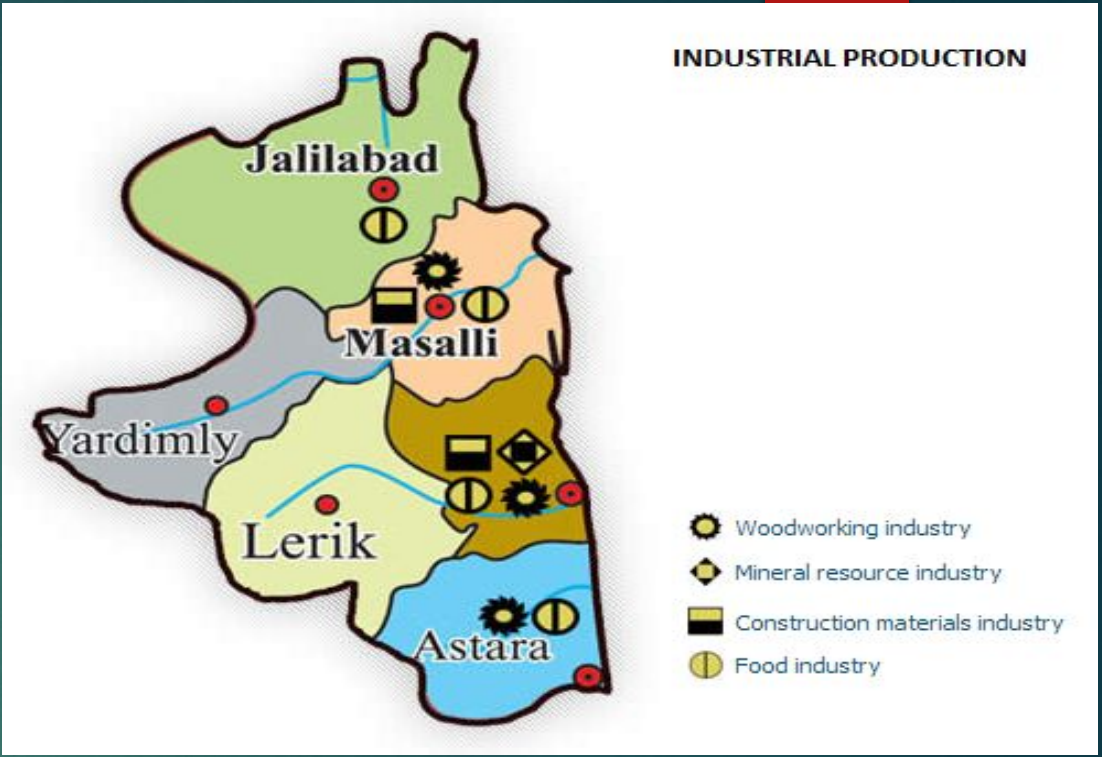 INDUSTRIAL PRODUCTION
Jalilabad
Masalli
Yardimly
Lerik
Astara
Woodworking industry
Mineral resource industry
Construction materials industry
Food industry